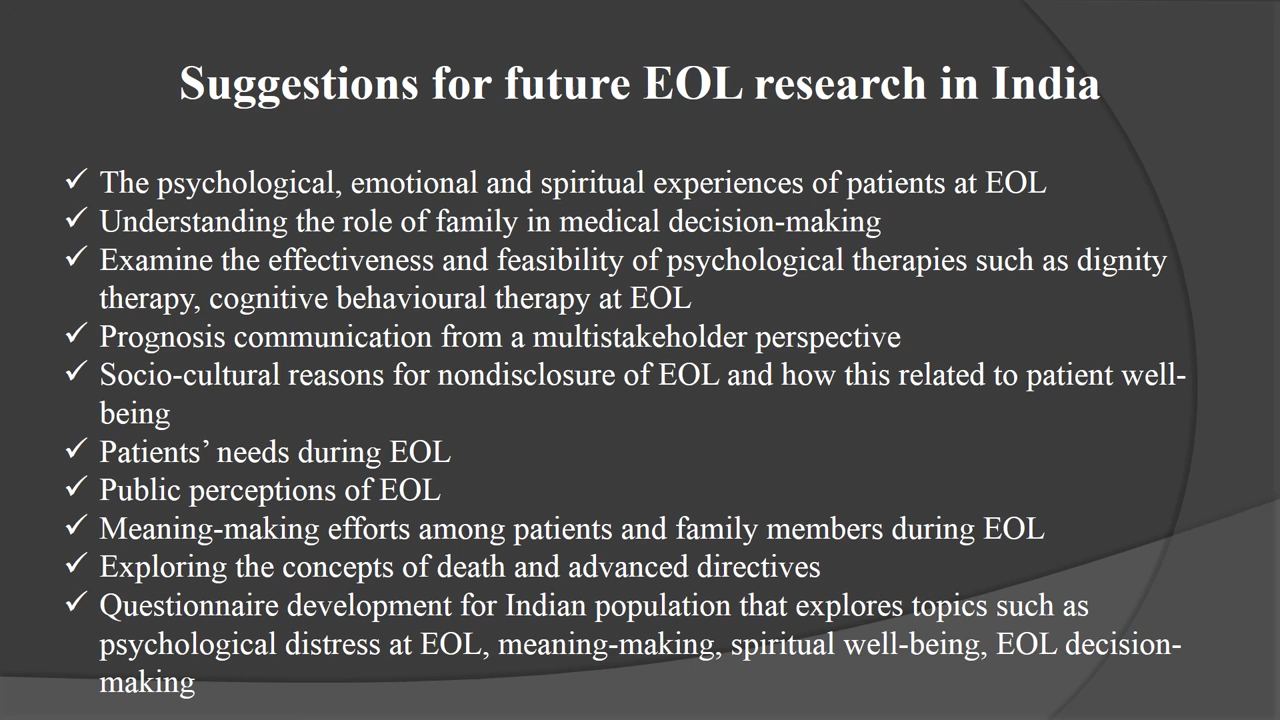 Suggestions for future EOL research in India
✓ The psychological, emotional and spiritual experiences of patients at EOL
✓ Understanding the role of family in medical decision-making
✓ Examine the effectiveness and feasibility of psychological therapies such as dignity
therapy, cognitive behavioural therapy at EOL
✓ Prognosis communication from a multistakeholder perspective
✓ Socio-cultural reasons for nondisclosure of EOL and how this related to patient well-
being
✓ Patients’ needs during EOL
✓ Public perceptions of EOL
✓ Meaning-making efforts among patients and family members during EOL
✓ Exploring the concepts of death and advanced directives
✓ Questionnaire development for Indian population that explores topics such as
psychological distress at EOL, meaning-making, spiritual well-being, EOL decision-
making